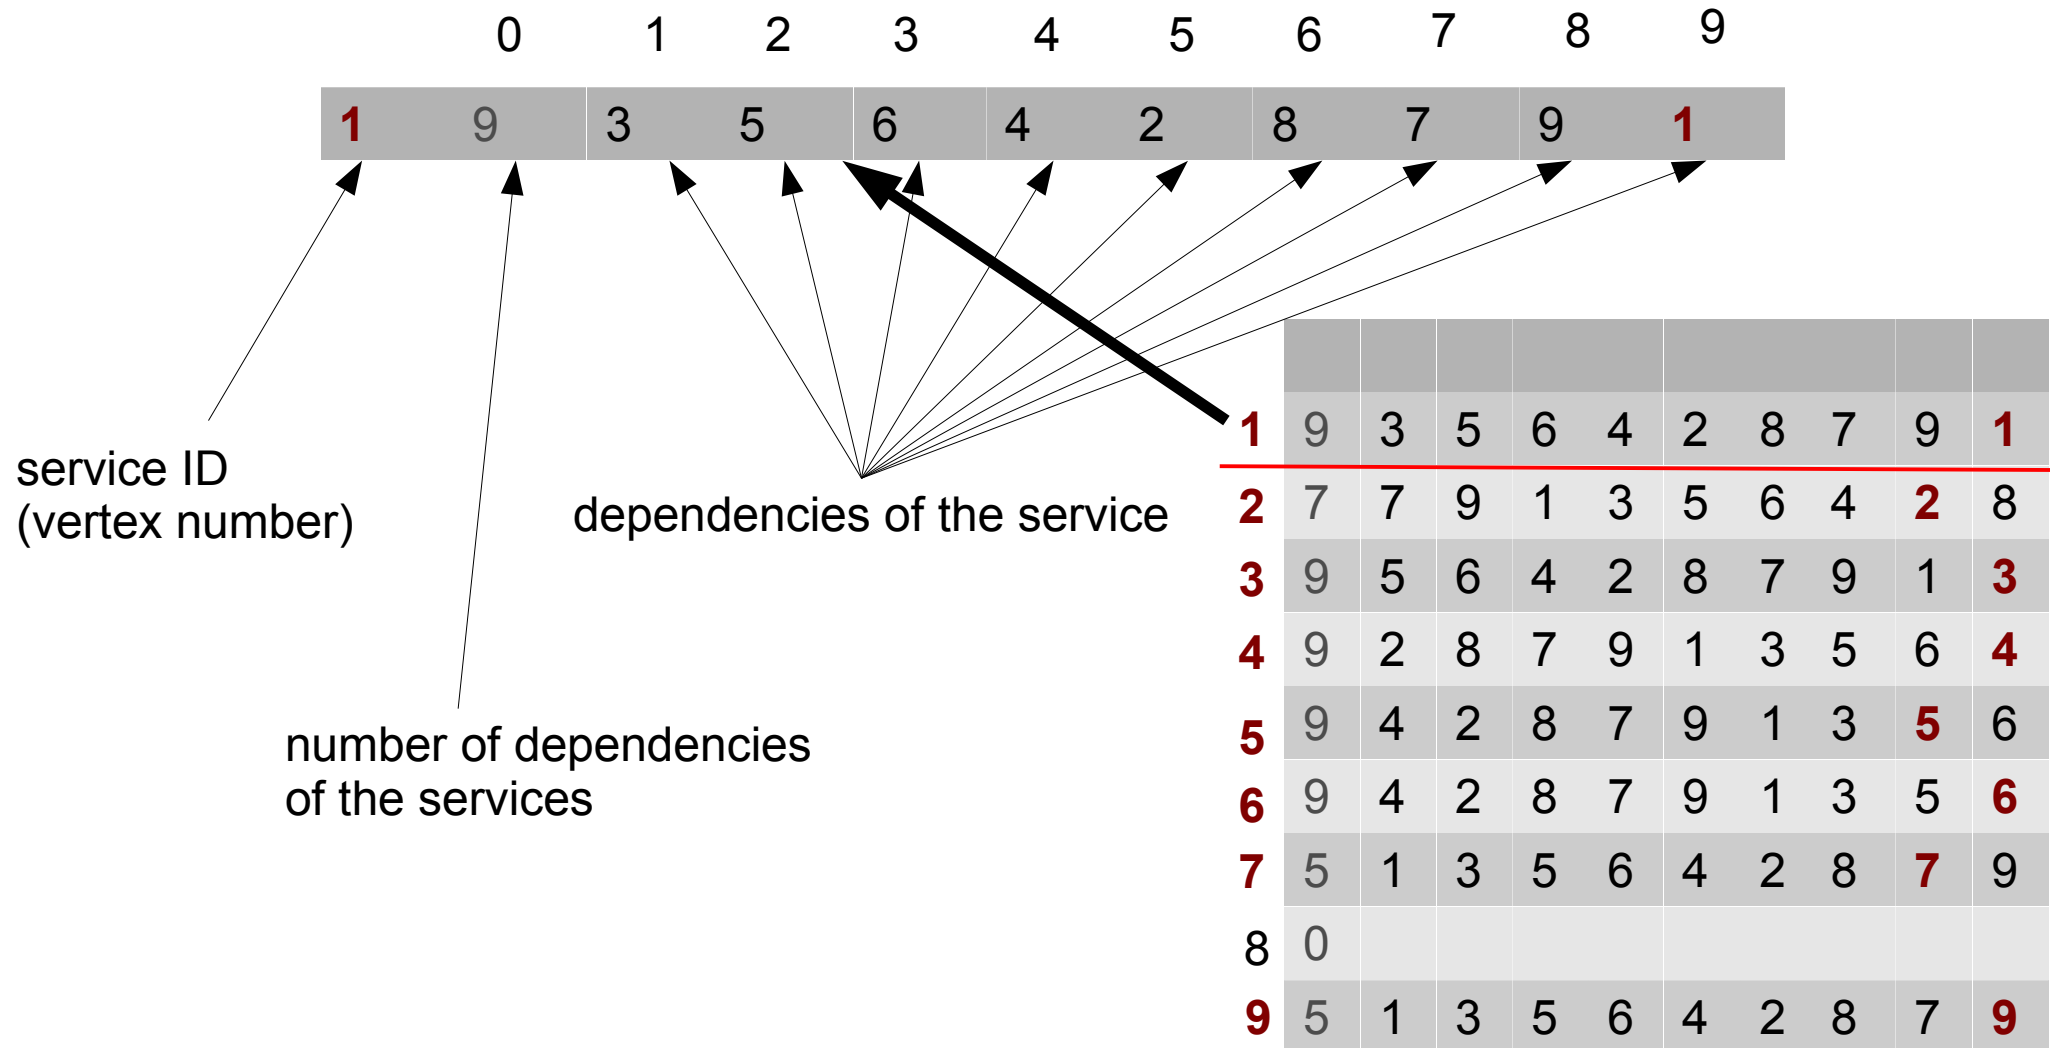 0 1 2 3 4 5 6 7 8 9
1 9 3 5 6 4 2 8 7 9 1
service ID
(vertex number)
dependencies of the service
number of dependencies
of the services
1 9 3 5 6 4 2 8 7 9 1
2 7 7 9 1 3 5 6 4 2 8
3 9 5 6 4 2 8 7 9 1 3
4 9 2 8 7 9 1 3 5 6 4
5 9 4 2 8 7 9 1 3 5 6
6 9 4 2 8 7 9 1 3 5 6
7 5 1 3 5 6 4 2 8 7 9
8 0
9 5 1 3 5 6 4 2 8 7 9